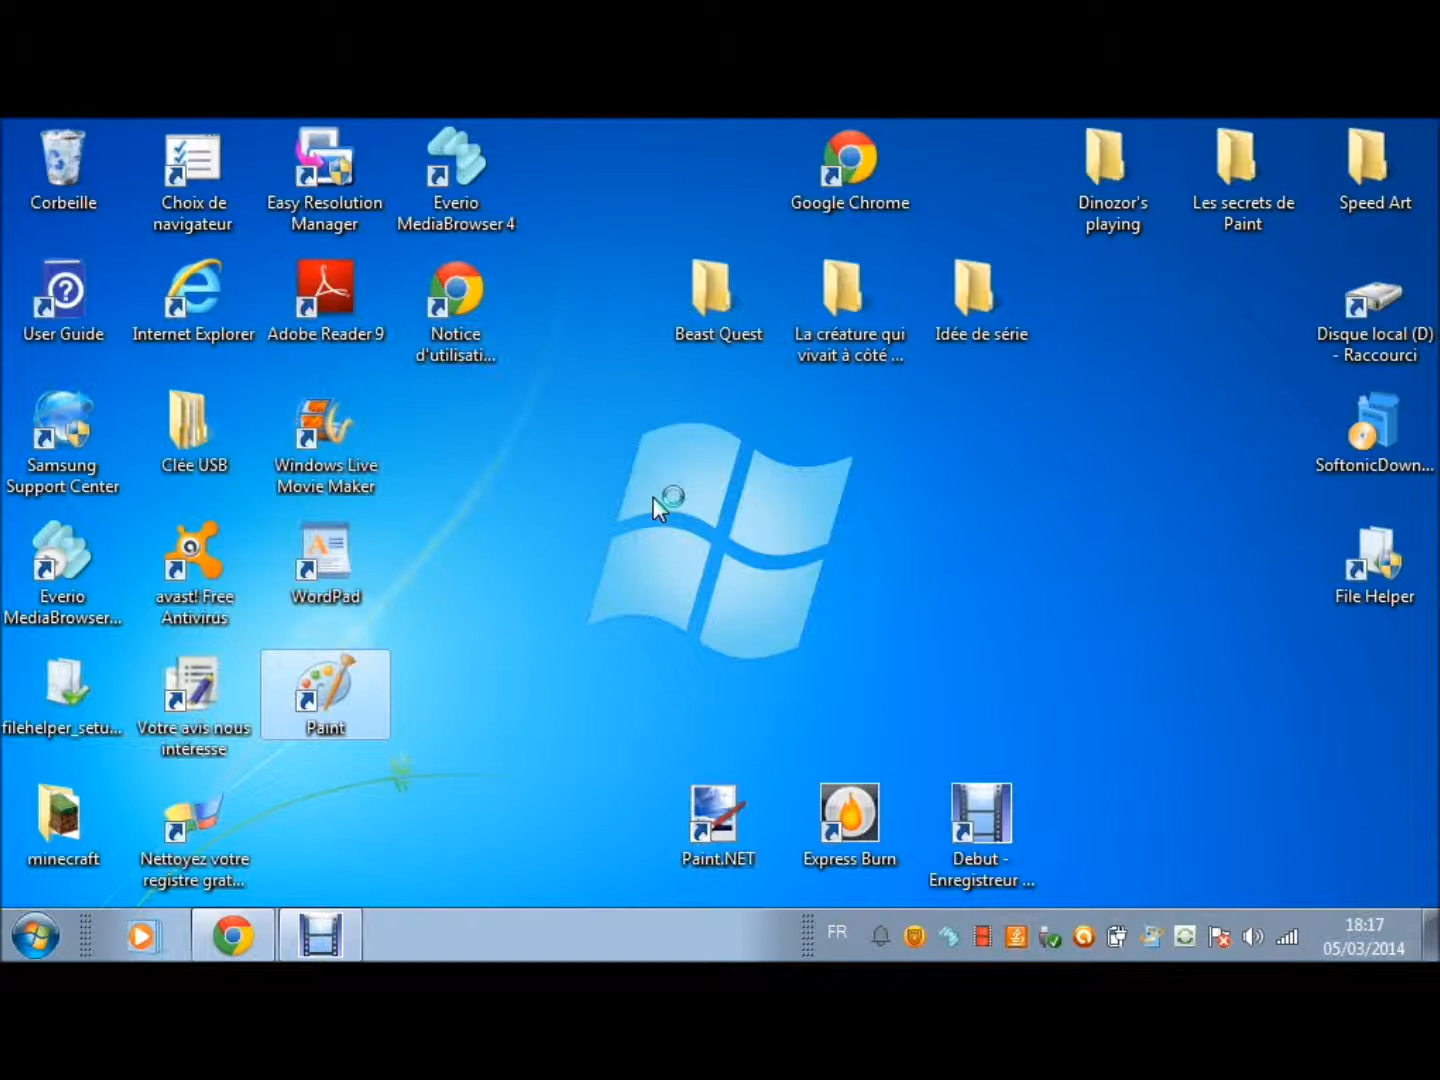 Corbeille
Choix de
navigateur
Easy Resolution
Manager
Everio
MediaBrowser 4
Google Chrome
Dinozor's
playing
Les secrets de
Paint
Speed Art
User Guide
Internet Explorer
Adobe Reader 9
Notice
d'utilisati...
Beast Quest
La créature qui
vivait à côté ...
Idée de série
Disque local (D)
- Raccourci
Samsung
Support Center
Clée USB
Windows Live
Movie Maker
SoftonicDown...
Everio
MediaBrowser...
avast! Free
Antivirus
WordPad
File Helper
filehelper_setu...
Votre avis nous
intéresse
Paint
minecraft
Nettoyez votre
registre grat...
Paint.NET
Express Burn
Debut -
Enregistreur ...
FR
18:17
05/03/2014